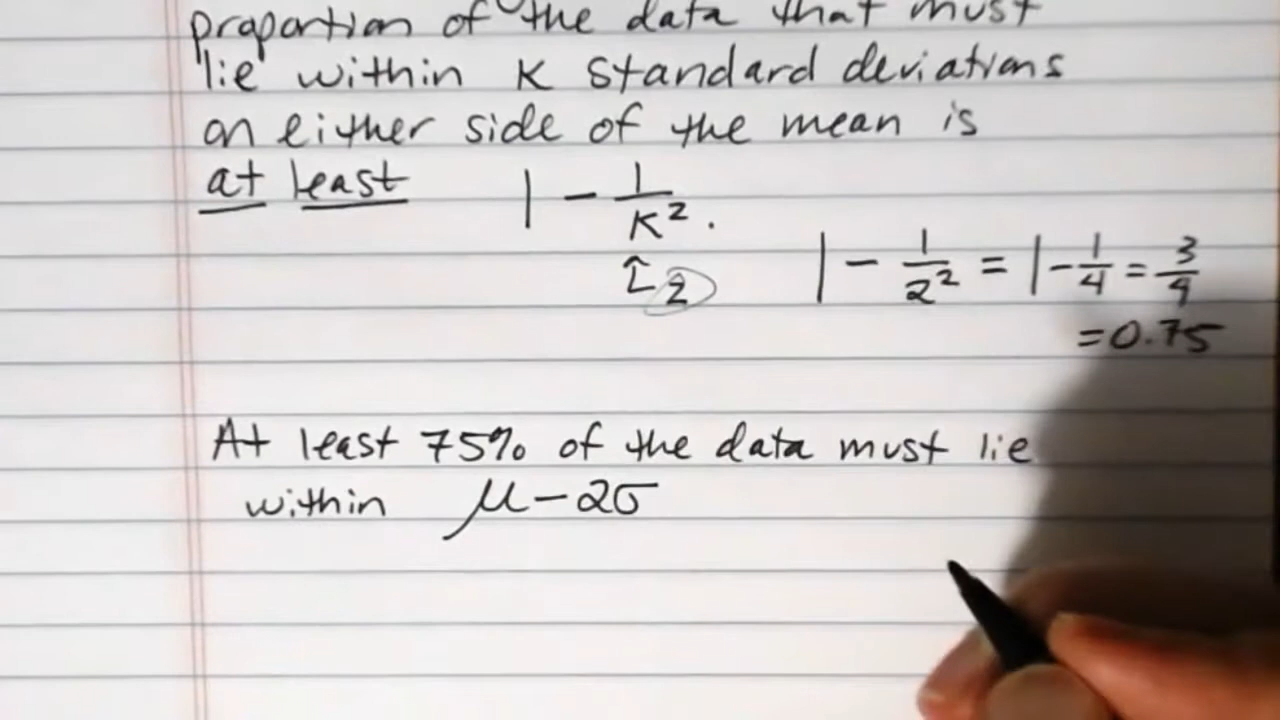 proportion of the data that must
lie within K standard deviations
on either side of the mean is
at least 1 - 1/K².
2
1 - 1/2² = 1 - 1/4 = 3/4
= 0.75
At least 75% of the data must lie
within μ - 2σ